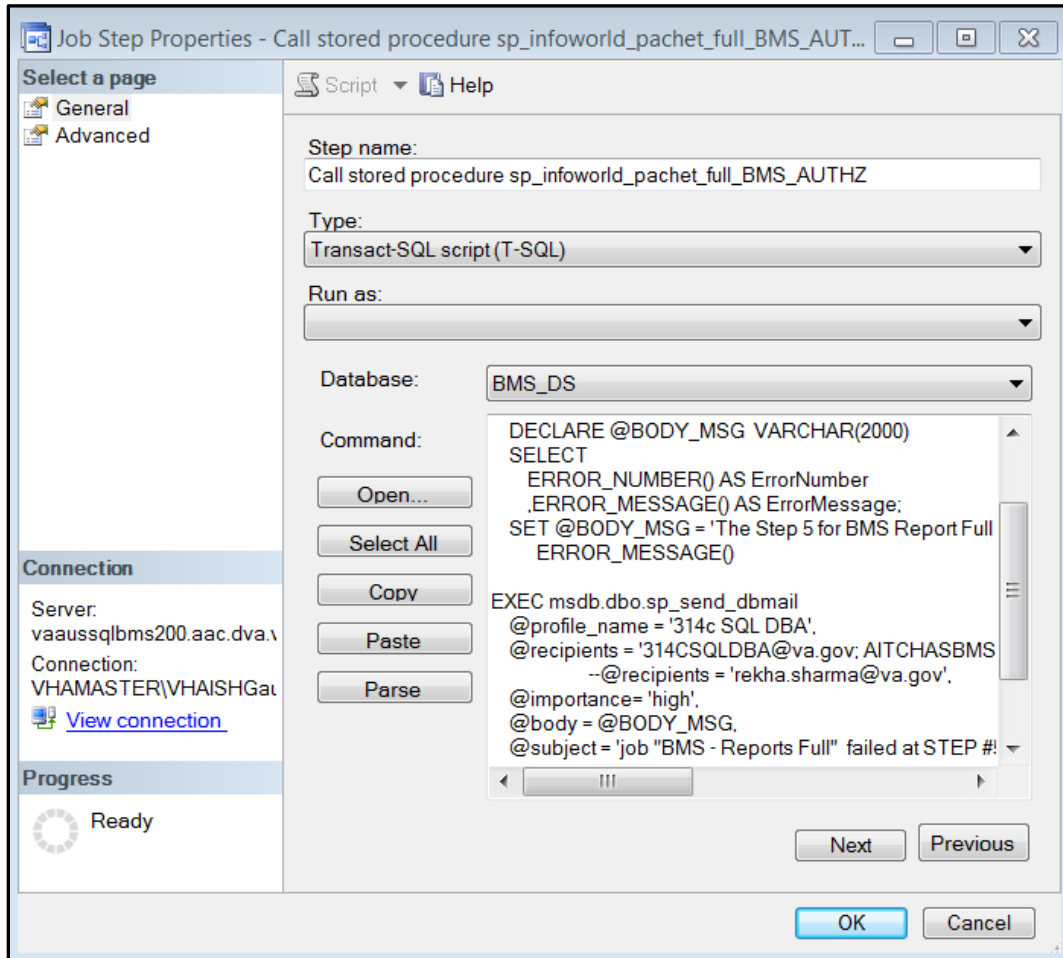 Job Step Properties - Call stored procedure sp_infoworld_pachet_full_BMS_AUT...
Select a page
General
Advanced
Script
Help
Step name:
Call stored procedure sp_infoworld_pachet_full_BMS_AUTHZ
Type:
Transact-SQL script (T-SQL)
Run as:
Database:
BMS_DS
Command:
Open...
Select All
Copy
Paste
Parse
DECLARE @BODY_MSG VARCHAR(2000)
SELECT
ERROR_NUMBER() AS ErrorNumber
,ERROR_MESSAGE() AS ErrorMessage;
SET @BODY_MSG = 'The Step 5 for BMS Report Full
ERROR_MESSAGE()
EXEC msdb.dbo.sp_send_dbmail
@profile_name = '314c SQL DBA',
@recipients = '314CSQLDBA@va.gov; AITCHASBMS
--@recipients = 'rekha.sharma@va.gov',
@importance= 'high',
@body = @BODY_MSG,
@subject = 'job "BMS - Reports Full" failed at STEP #5
Connection
Server:
vaaussqlbms200.aac.dva.v
Connection:
VHAMASTER\VHAISHGau
View connection
Progress
Ready
Next
Previous
OK
Cancel